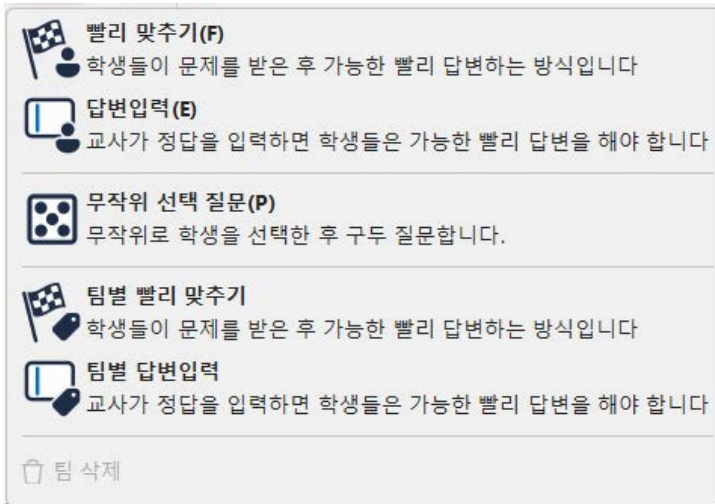 빨리 맞추기(F)
학생들이 문제를 받은 후 가능한 빨리 답변하는 방식입니다
답변입력(E)
교사가 정답을 입력하면 학생들은 가능한 빨리 답변을 해야 합니다
무작위 선택 질문(P)
무작위로 학생을 선택한 후 구두 질문합니다.
팀별 빨리 맞추기
학생들이 문제를 받은 후 가능한 빨리 답변하는 방식입니다
팀별 답변입력
교사가 정답을 입력하면 학생들은 가능한 빨리 답변을 해야 합니다
팀 삭제